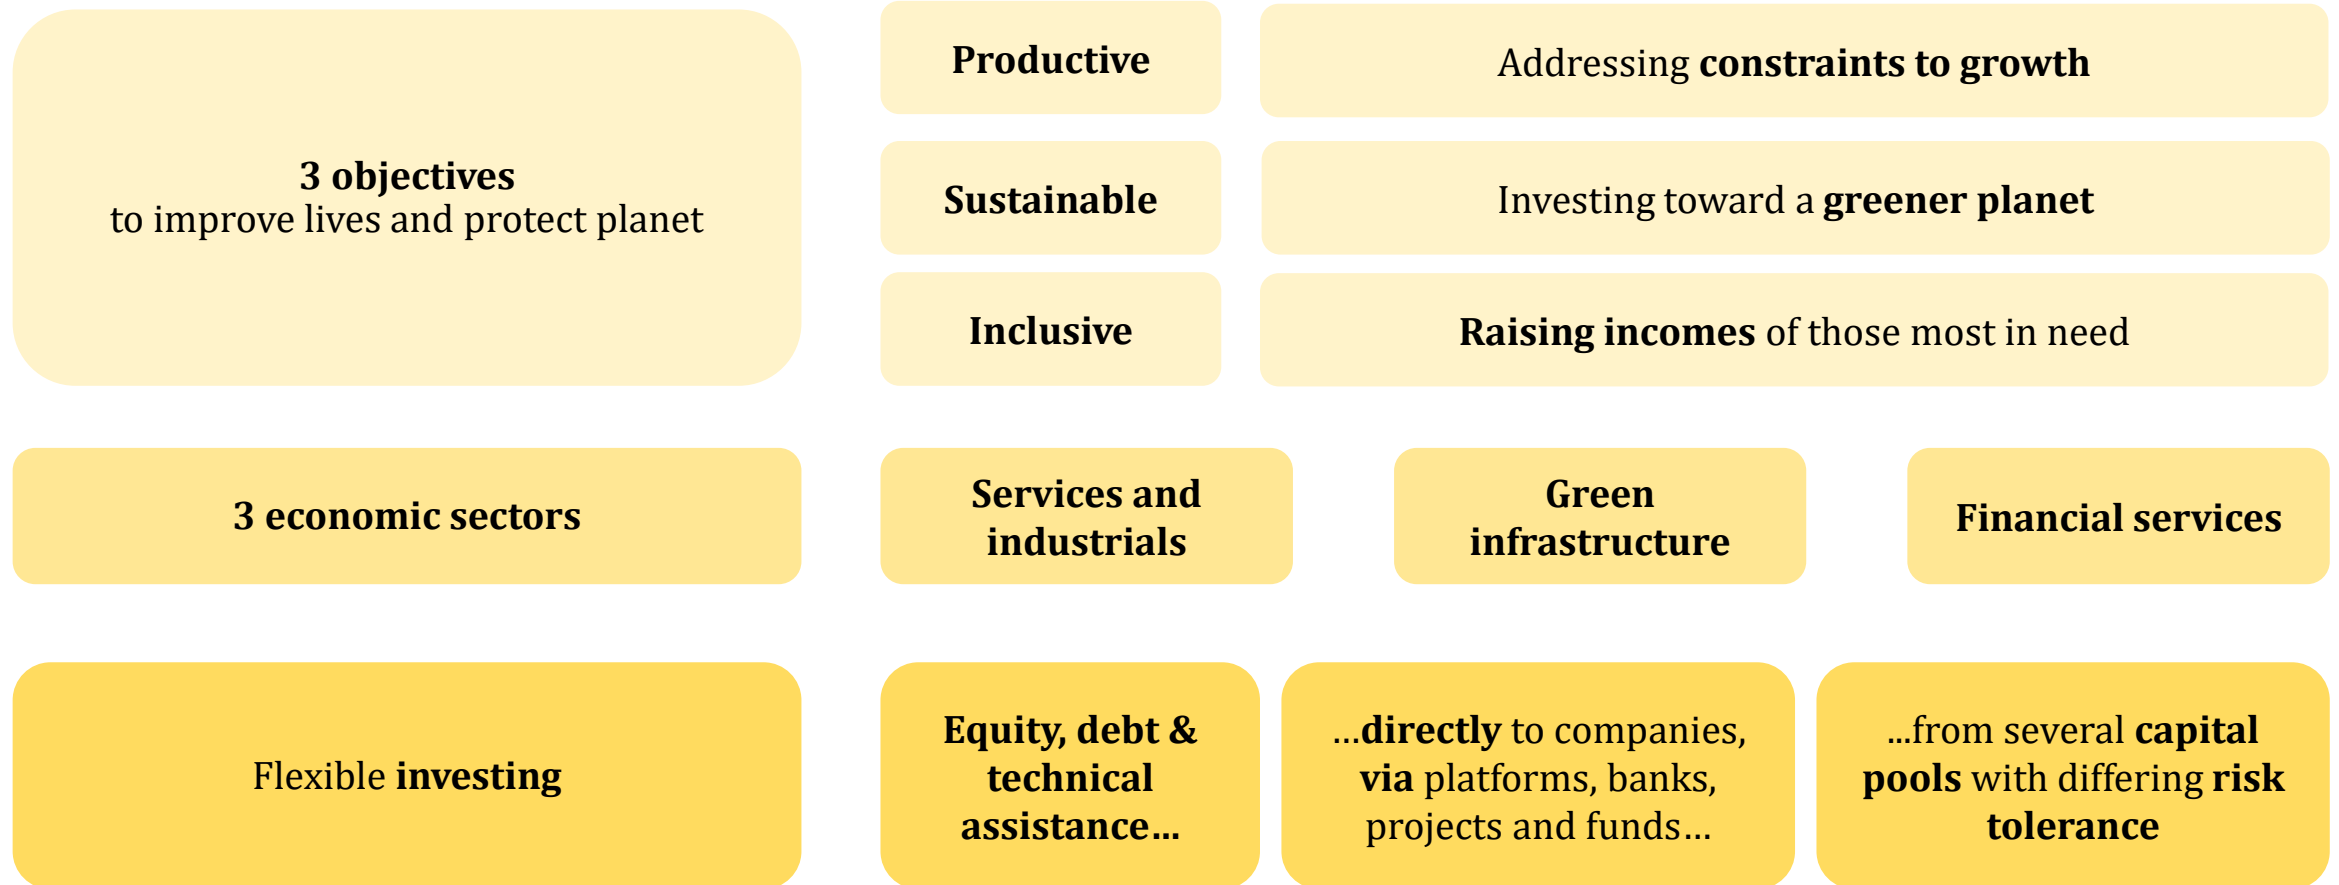 3 objectives
to improve lives and protect planet
Productive
Addressing constraints to growth
Sustainable
Investing toward a greener planet
Inclusive
Raising incomes of those most in need
3 economic sectors
Services and
industrials
Green
infrastructure
Financial services
Flexible investing
Equity, debt &
technical
assistance…
…directly to companies,
via platforms, banks,
projects and funds…
…from several capital
pools with differing risk
tolerance